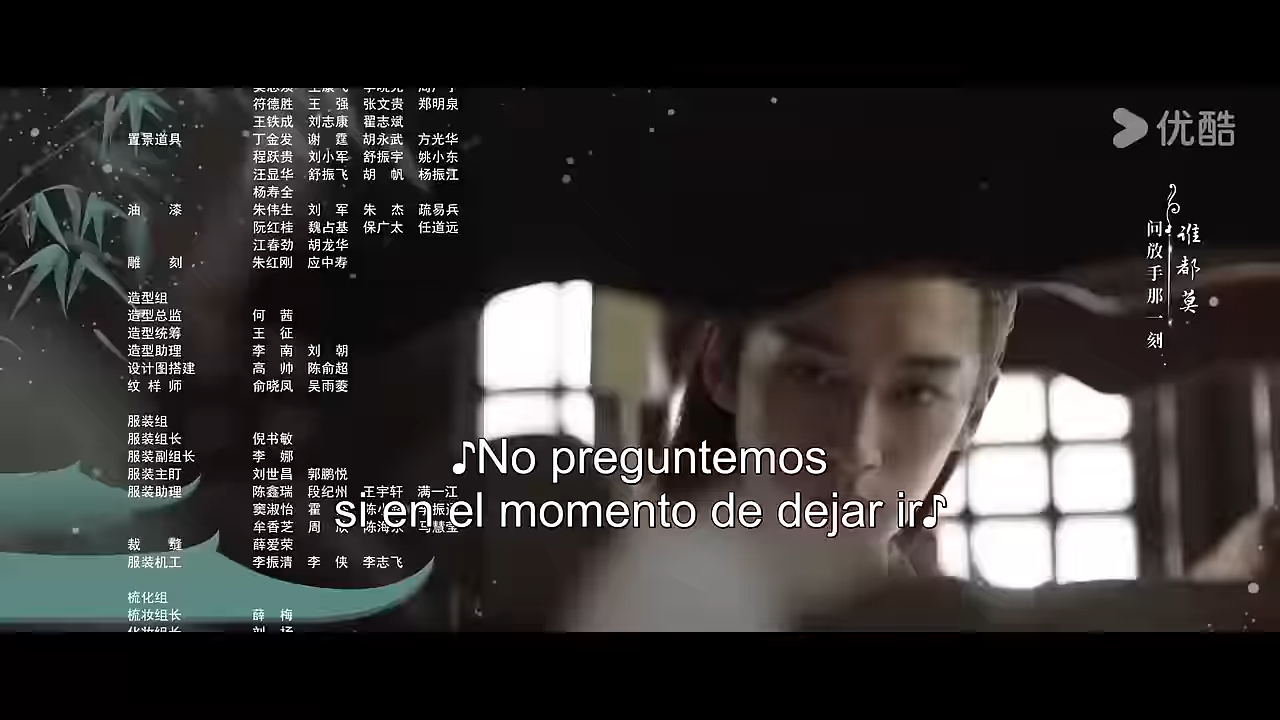 符德胜 王 强 张文贵 郑明泉
王铁成 刘志康 翟志斌
置景道具 丁金发 谢 霆 胡永武 方光华
程跃贵 刘小军 舒振宇 姚小东
汪显华 舒振飞 胡 帆 杨振江
杨寿全
油 漆 朱伟生 刘 军 朱 杰 疏易兵
阮红桂 魏占基 保广太 任道远
江春劲 胡龙华
雕 刻 朱红刚 应中寿
造型组
造型总监 何 茜
造型统筹 王 征
造型助理 李 南 刘 朝
设计图搭建 高 帅 陈俞超
纹 样 师 俞晓凤 吴雨菱
服装组
服装组长 倪书敏
服装副组长 李 娜
服装主盯 刘世昌 郭鹏悦
服装助理 陈鑫瑞 段纪州 王宇轩 满一江
窦淑怡 霍
牟香芝 周
裁 缝 薛爱荣
服装机工 李振清 李 侠 李志飞
梳化组
梳妆组长 薛 梅
优酷
谁都莫
问放手那一刻
♪No preguntemos
si en el momento de dejar ir♪